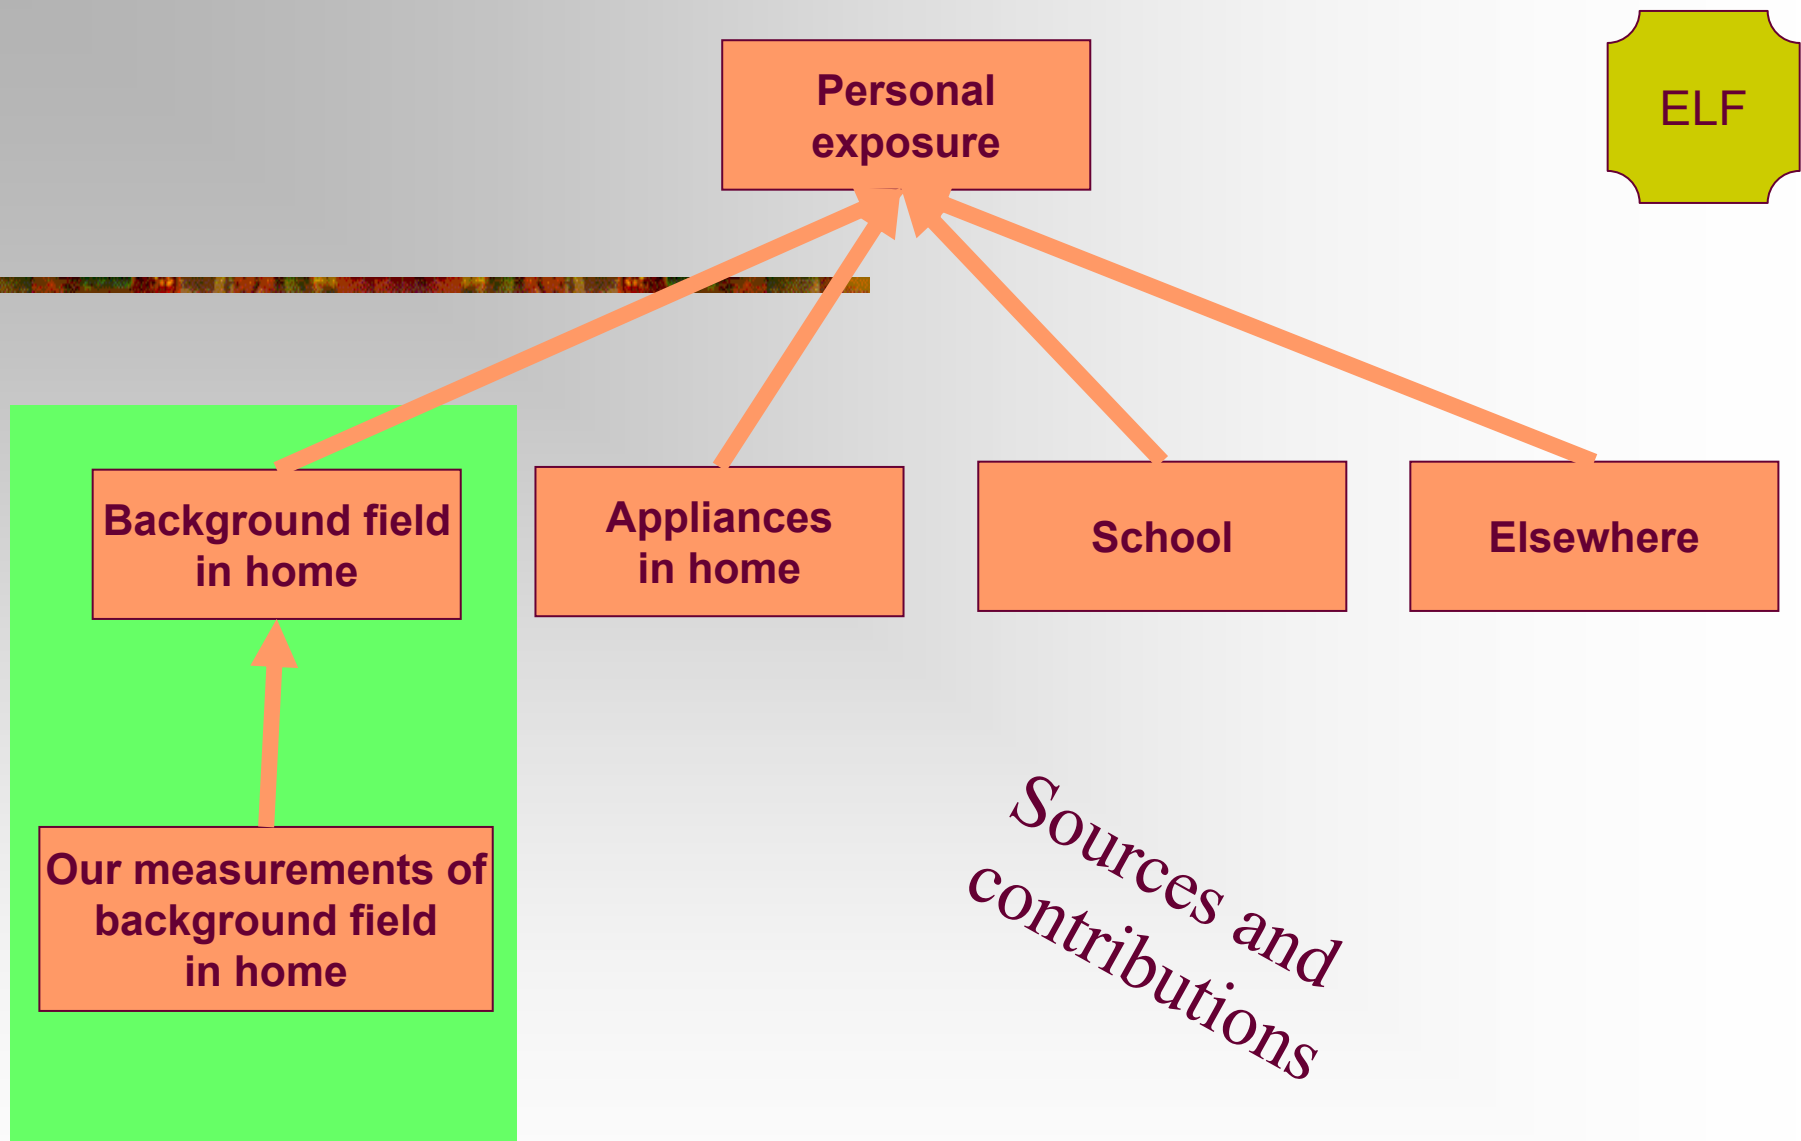 Personal
exposure
ELF
Background field
in home
Appliances
in home
School
Elsewhere
Our measurements of
background field
in home
Sources and
contributions